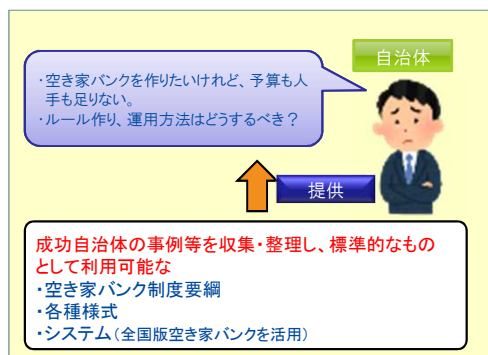 自治体
・空き家バンクを作りたいけれど、予算も人
手も足りない。
・ルール作り、運用方法はどうするべき？
提供
成功自治体の事例等を収集・整理し、標準的なもの
として利用可能な
・空き家バンク制度要綱
・各種様式
・システム（全国版空き家バンクを活用）